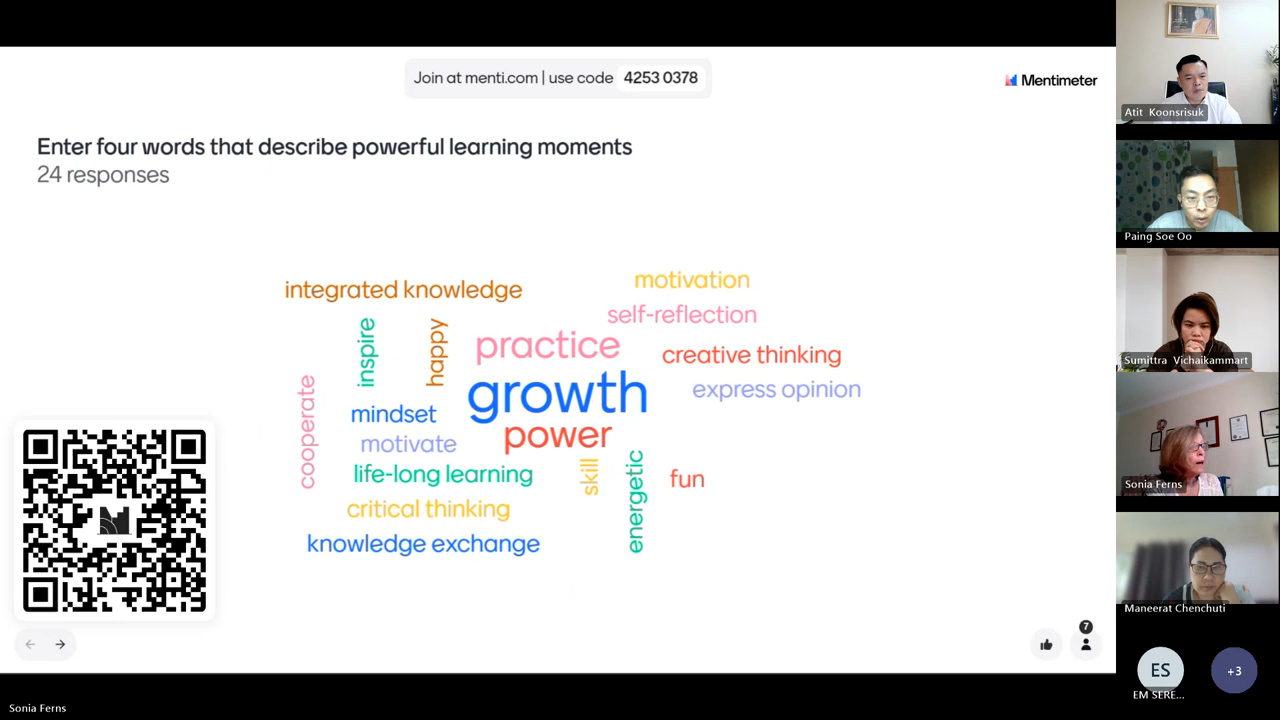 Join at menti.com | use code 4253 0378
Mentimeter
Enter four words that describe powerful learning moments
24 responses
integrated knowledge
motivation
self-reflection
inspire
happy
practice
creative thinking
growth
express opinion
cooperate
mindset
motivate
power
life-long learning
skill
energetic
fun
critical thinking
knowledge exchange
7
Atit Koonsrisuk
Paing Soe Oo
Sumittra Vichaikammart
Sonia Ferns
Maneerat Chenchuti
ES
EM SERE...
+3
Sonia Ferns